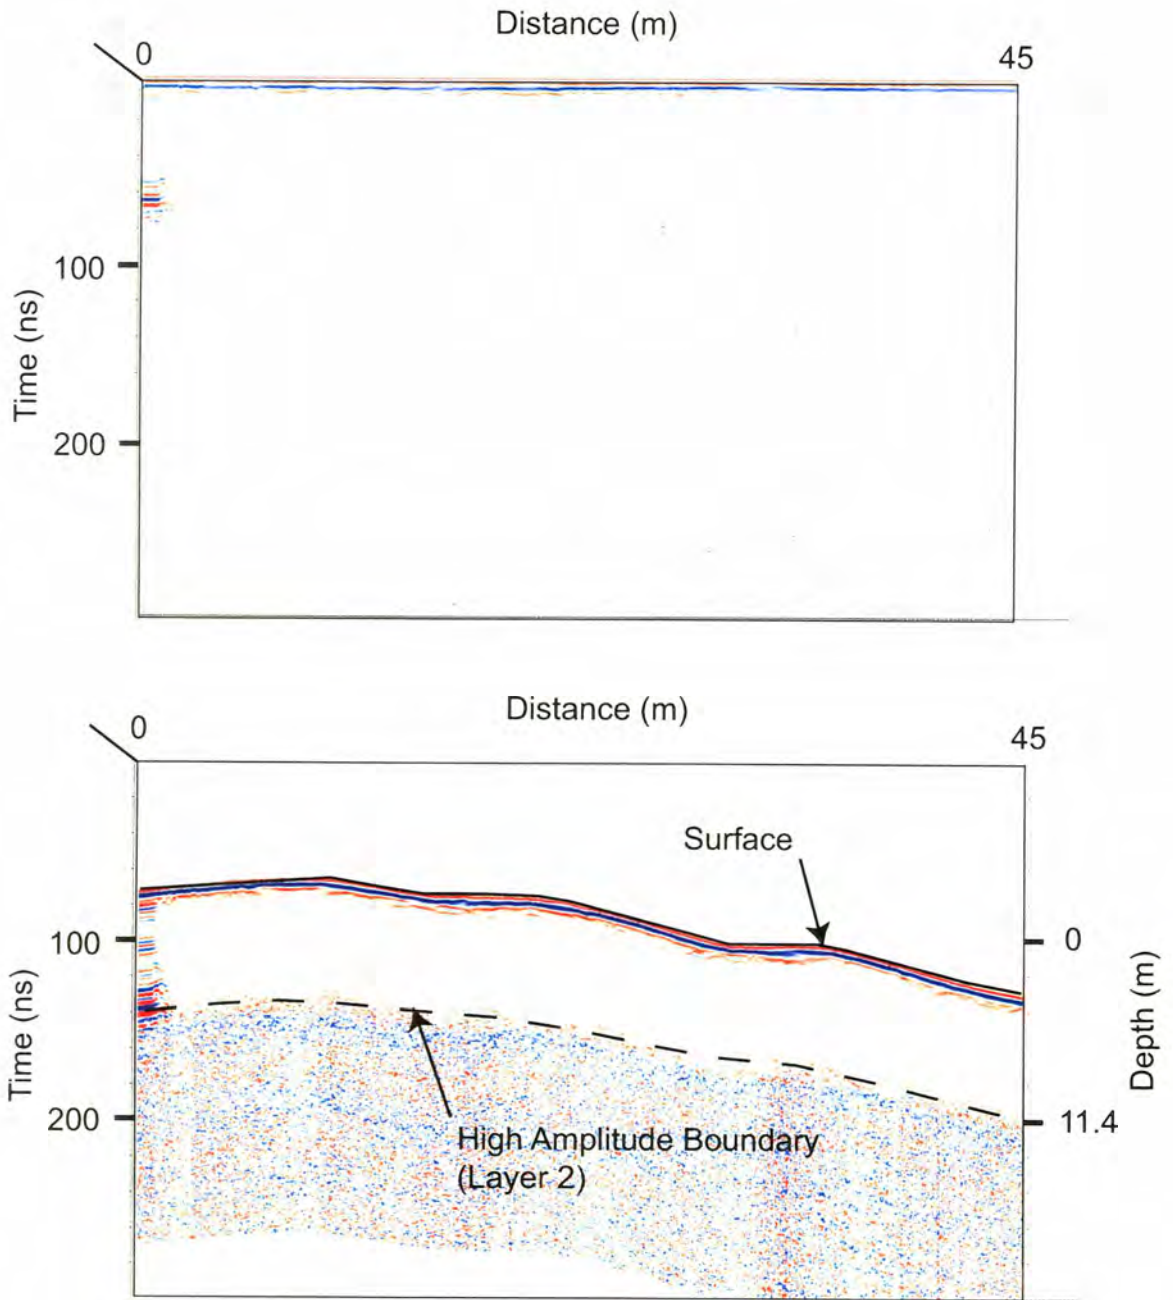 Distance (m)
0
45
Time (ns)
100
200
Distance (m)
0
45
Surface
Time (ns)
100
200
0
11.4
Depth (m)
High Amplitude Boundary
(Layer 2)